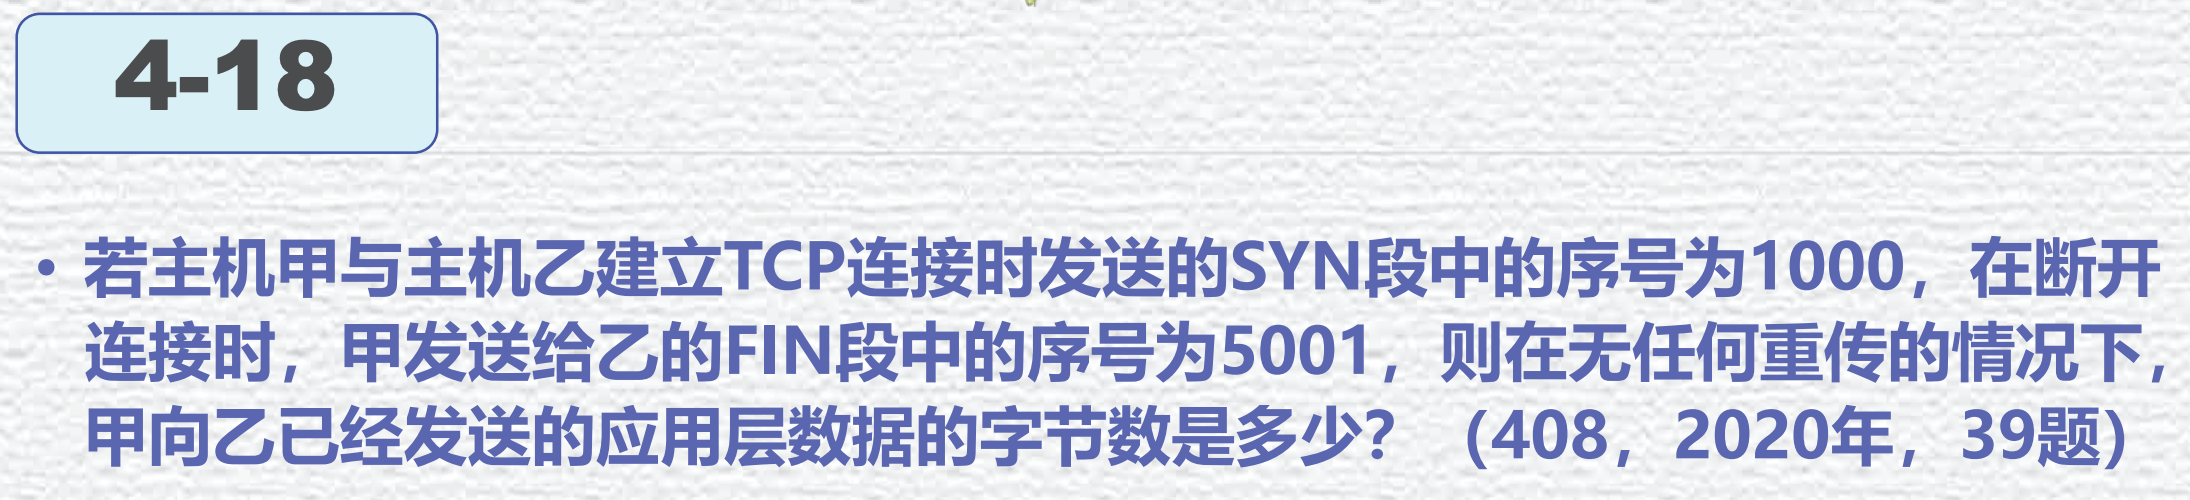 4-18
• 若主机甲与主机乙建立TCP连接时发送的SYN段中的序号为1000，在断开
连接时，甲发送给乙的FIN段中的序号为5001，则在无任何重传的情况下，
甲向乙已经发送的应用层数据的字节数是多少？（408，2020年，39题）